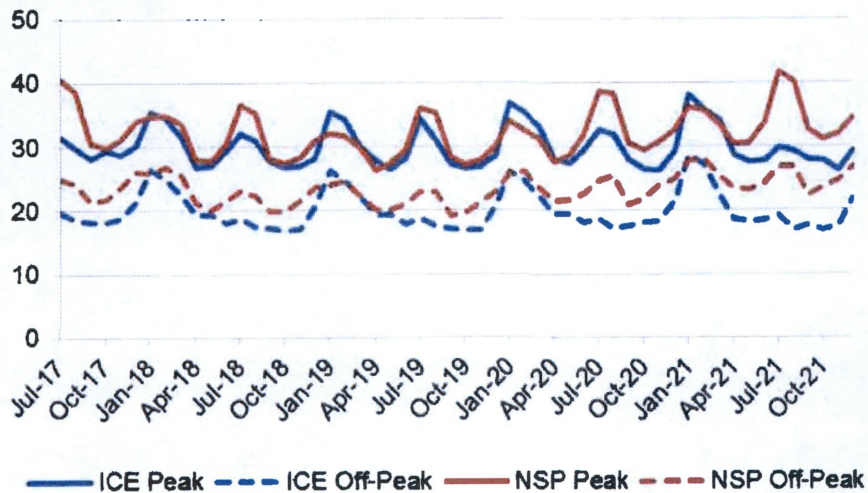 50
40
30
20
10
0
Jul-17
Oct-17
Jan-18
Apr-18
Jul-18
Oct-18
Jan-19
Apr-19
Jul-19
Oct-19
Jan-20
Apr-20
Jul-20
Oct-20
Jan-21
Apr-21
Jul-21
Oct-21
ICE Peak ICE Off-Peak NSP Peak NSP Off-Peak